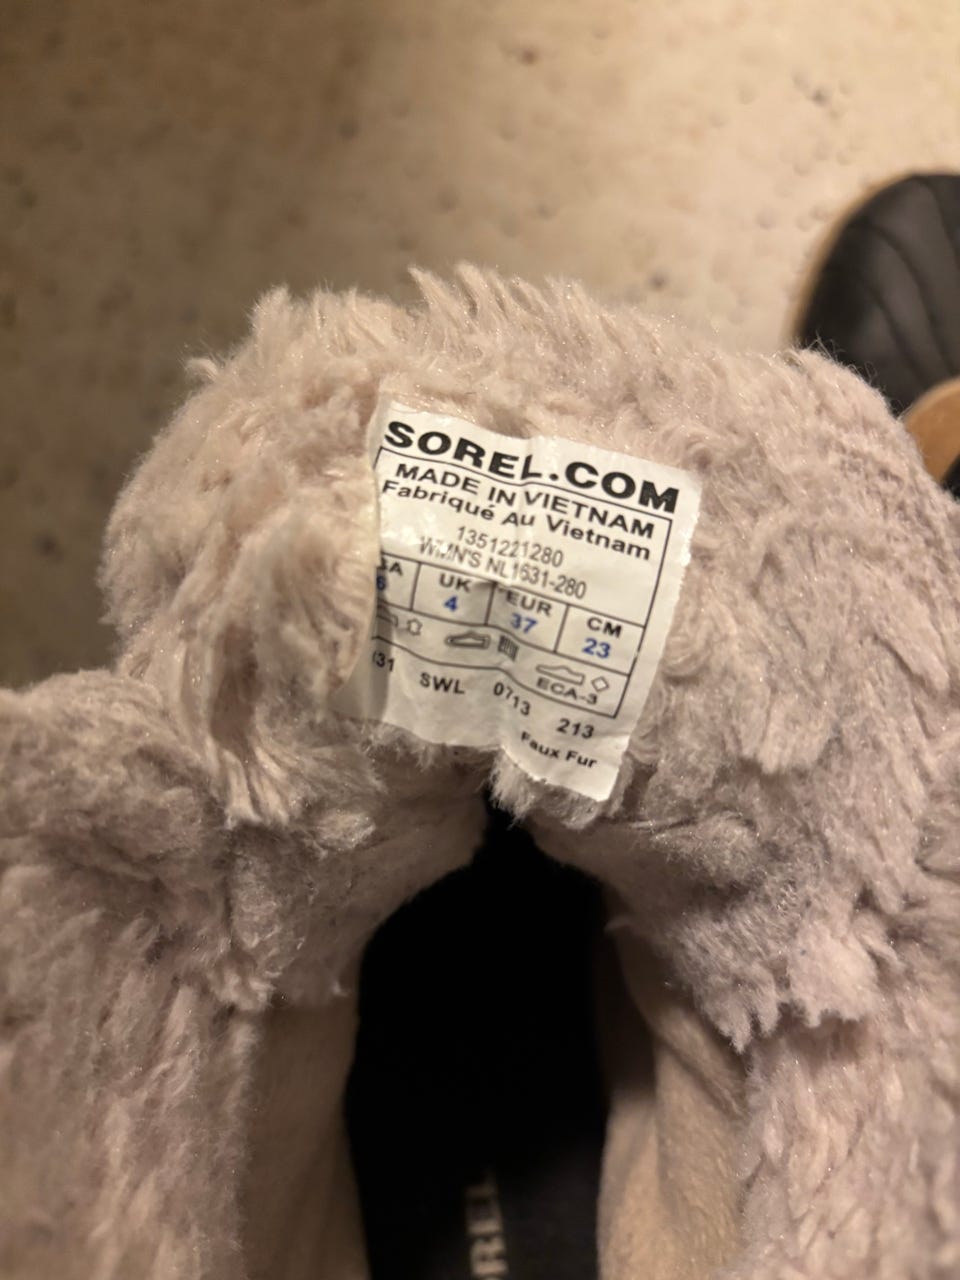 SOREL.COM
MADE IN VIETNAM
Fabriqué Au Vietnam
1351221280
WMN'S NL1631-280
UK EUR CM
6 4 37 23
ECA-3
SWL 0713 213
Faux Fur